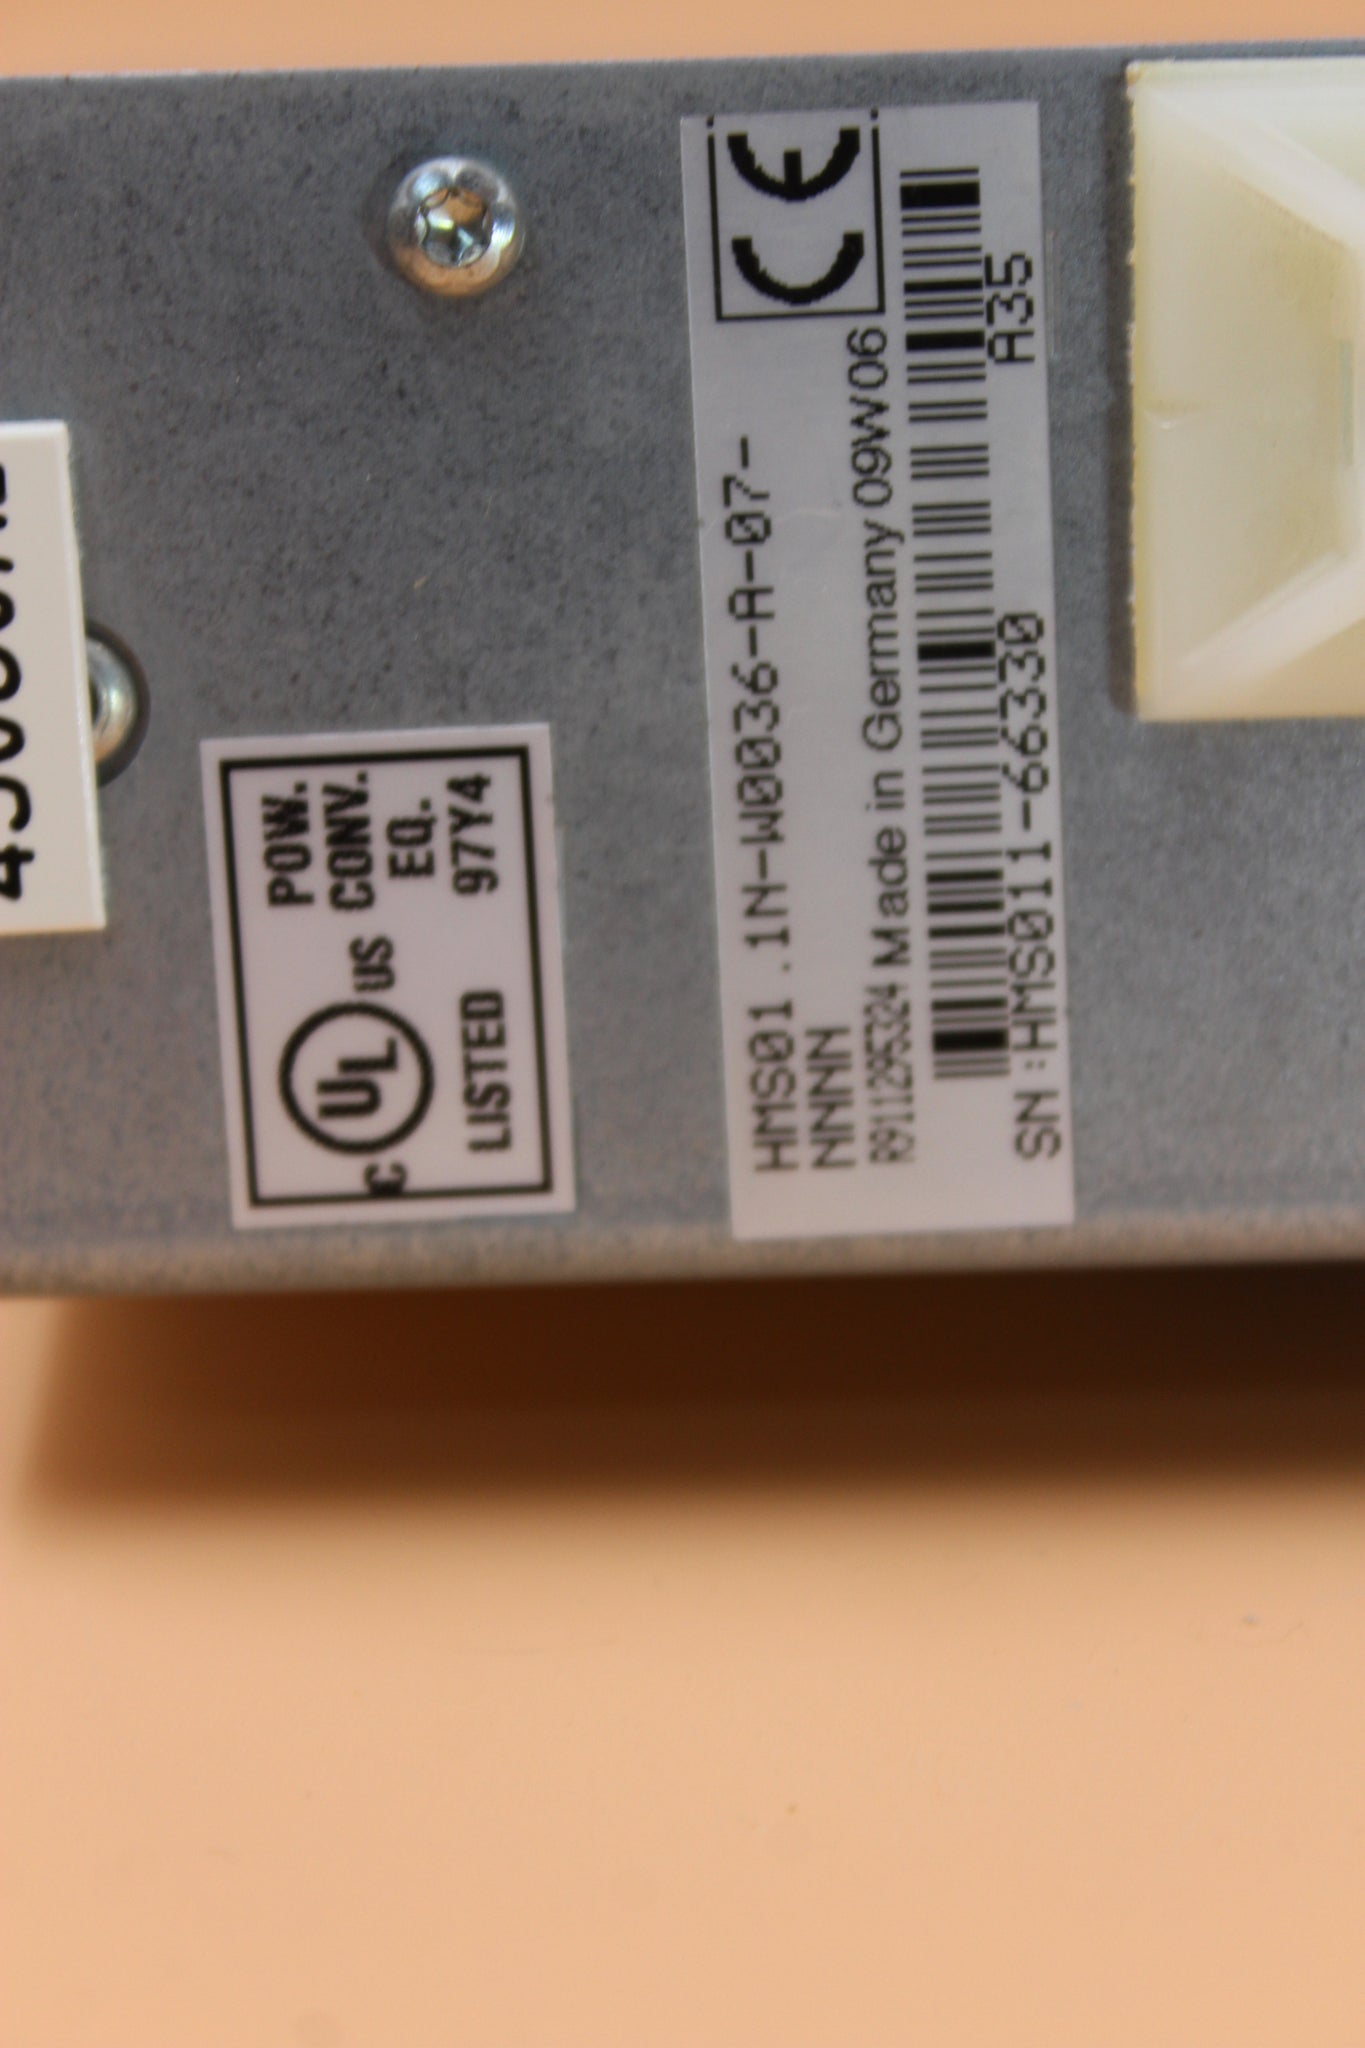 POW.
CONV.
EQ.
97Y4
C UL US
LISTED
HMS01.1N-W0036-A-07-
NNNN
CE
R911295324 Made in Germany 09W06
A35
SN:HMS011-66330